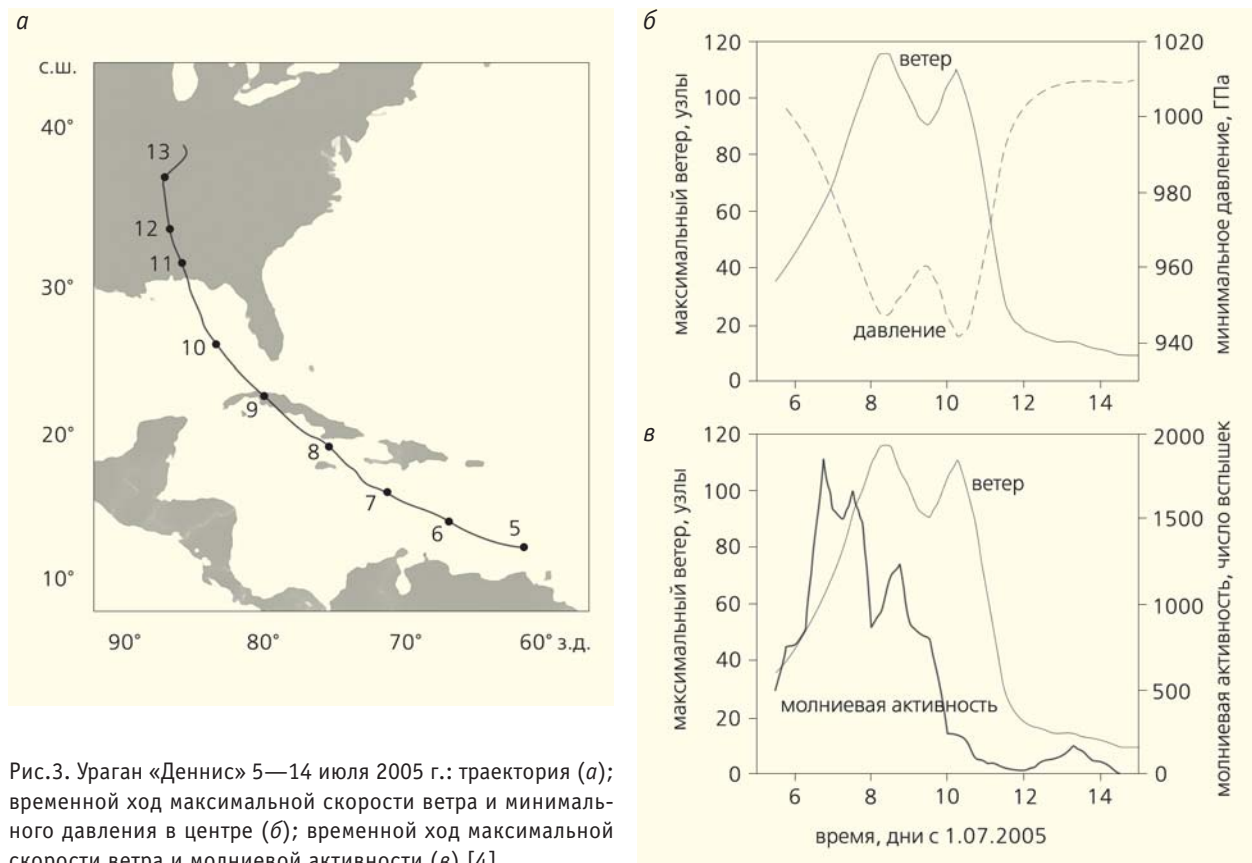 а
с.ш.
40°
30°
20°
10°
13
12
11
10
9
8
7
6
5
90°
80°
70°
60° з.д.
б
120
100
80
60
40
20
0
максимальный ветер, узлы
ветер
давление
1020
1000
980
960
940
минимальное давление, ГПа
6
8
10
12
14
в
120
100
80
60
40
20
0
максимальный ветер, узлы
ветер
молниевая активность
2000
1500
1000
500
0
молниевая активность, число вспышек
6
8
10
12
14
время, дни с 1.07.2005
Рис.3. Ураган «Деннис» 5—14 июля 2005 г.: траектория (а);
временной ход максимальной скорости ветра и минималь-
ного давления в центре (б); временной ход максимальной
скорости ветра и молниевой активности (в) [4].